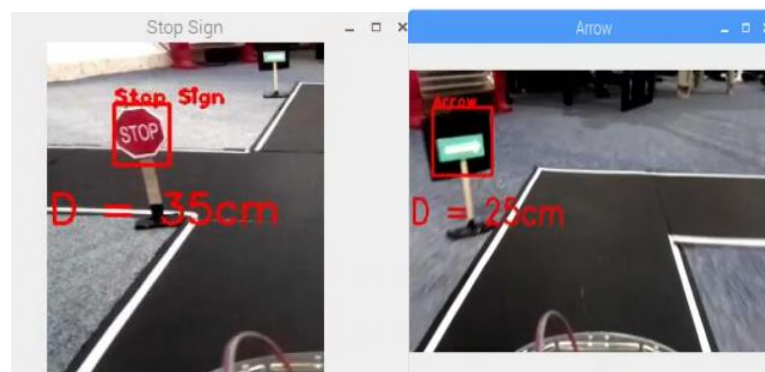 Stop Sign
Stop Sign
STOP
D = 35cm
Arrow
Arrow
D = 25cm